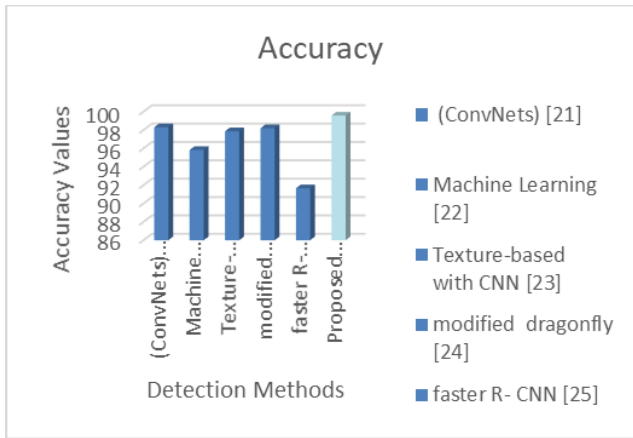 Accuracy
Accuracy Values
100
98
96
94
92
90
88
86
(ConvNets)...
Machine...
Texture-...
modified...
faster R-...
Proposed...
Detection Methods
(ConvNets) [21]
Machine Learning
[22]
Texture-based
with CNN [23]
modified dragonfly
[24]
faster R- CNN [25]